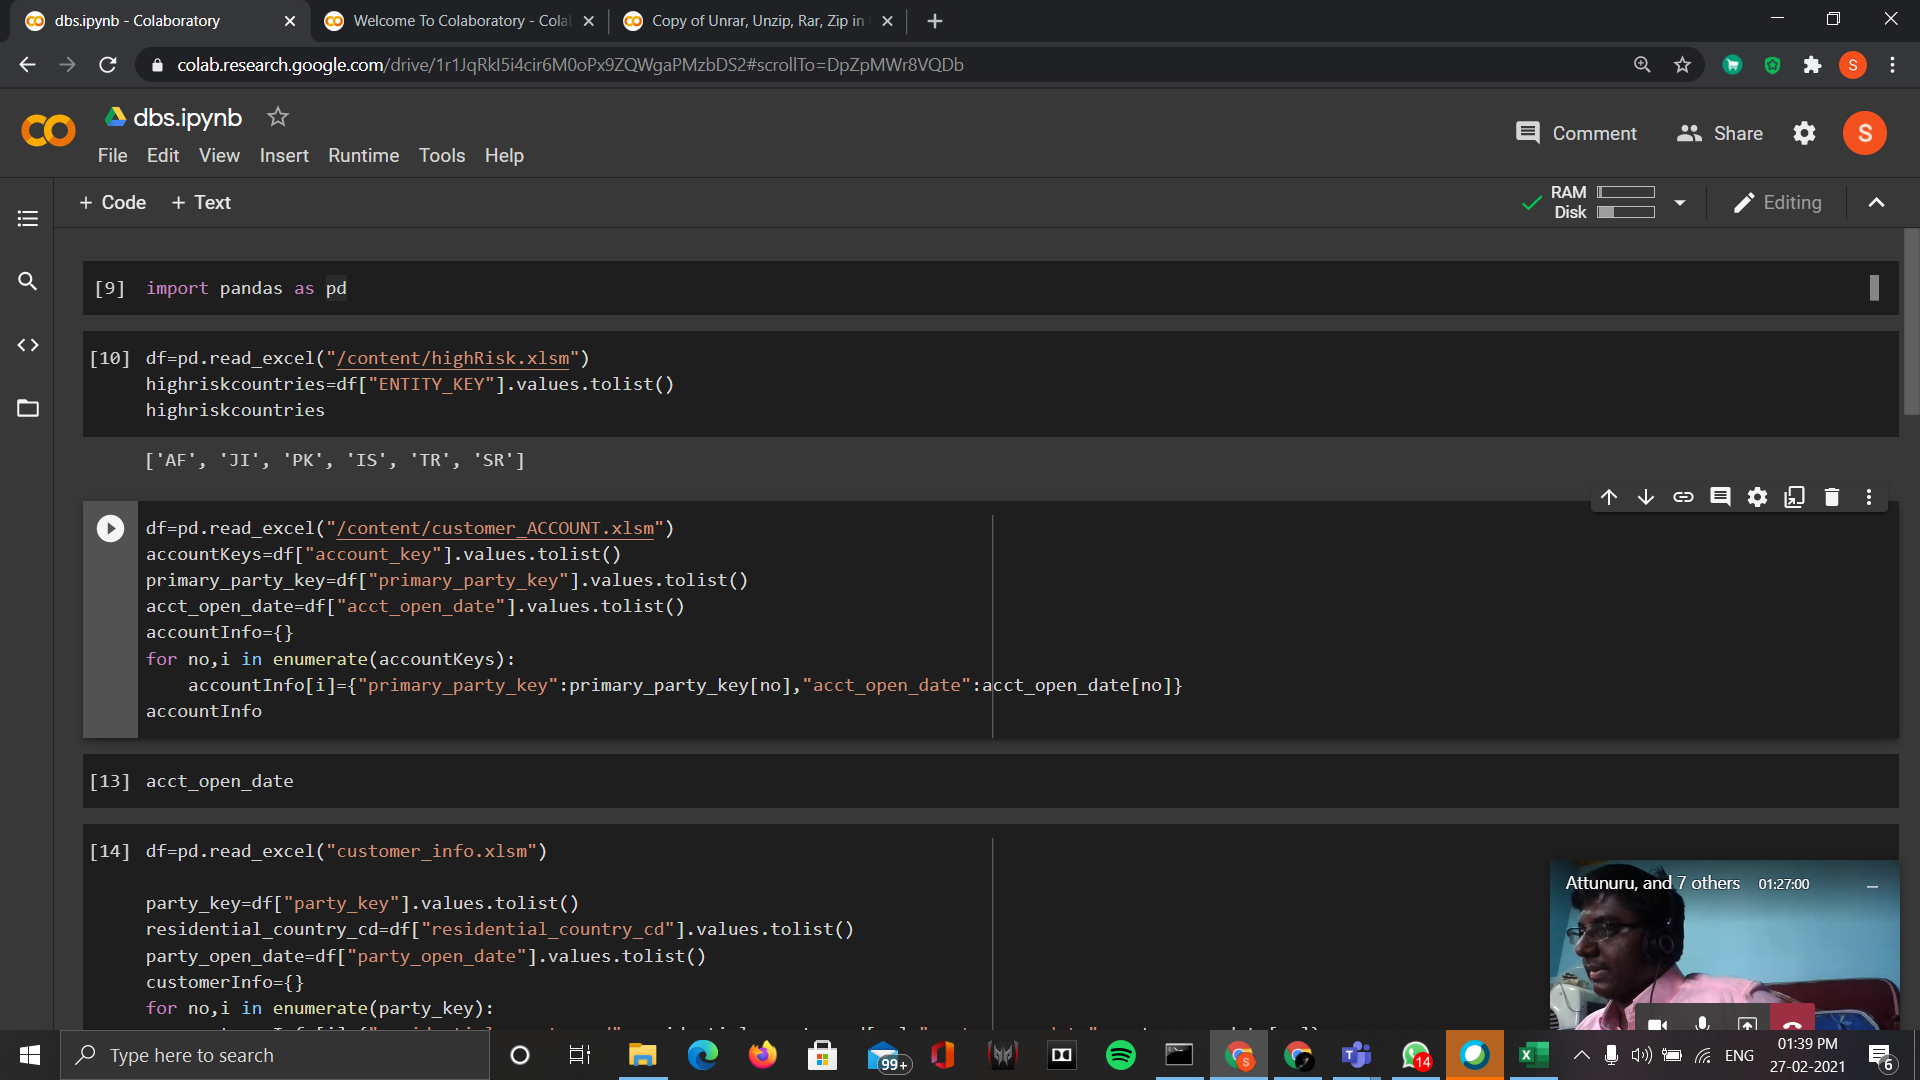 dbs.ipynb - Colaboratory
Welcome To Colaboratory - Cola
Copy of Unrar, Unzip, Rar, Zip in
colab.research.google.com/drive/1r1JqRkI5i4cir6M0oPx9ZQWgaPMzbDS2#scrollTo=DpZpMWr8VQDb
S
dbs.ipynb
Comment
Share
S
File Edit View Insert Runtime Tools Help
+ Code + Text
RAM
Disk
Editing
[9] import pandas as pd
[10] df=pd.read_excel("/content/highRisk.xlsm")
highriskcountries=df["ENTITY_KEY"].values.tolist()
highriskcountries
['AF', 'JI', 'PK', 'IS', 'TR', 'SR']
df=pd.read_excel("/content/customer_ACCOUNT.xlsm")
accountKeys=df["account_key"].values.tolist()
primary_party_key=df["primary_party_key"].values.tolist()
acct_open_date=df["acct_open_date"].values.tolist()
accountInfo={}
for no,i in enumerate(accountKeys):
accountInfo[i]={"primary_party_key":primary_party_key[no],"acct_open_date":acct_open_date[no]}
accountInfo
[13] acct_open_date
[14] df=pd.read_excel("customer_info.xlsm")
party_key=df["party_key"].values.tolist()
residential_country_cd=df["residential_country_cd"].values.tolist()
party_open_date=df["party_open_date"].values.tolist()
customerInfo={}
for no,i in enumerate(party_key):
Attunuru, and 7 others 01:27:00
Type here to search
99+
S
14
ENG
01:39 PM
27-02-2021
6